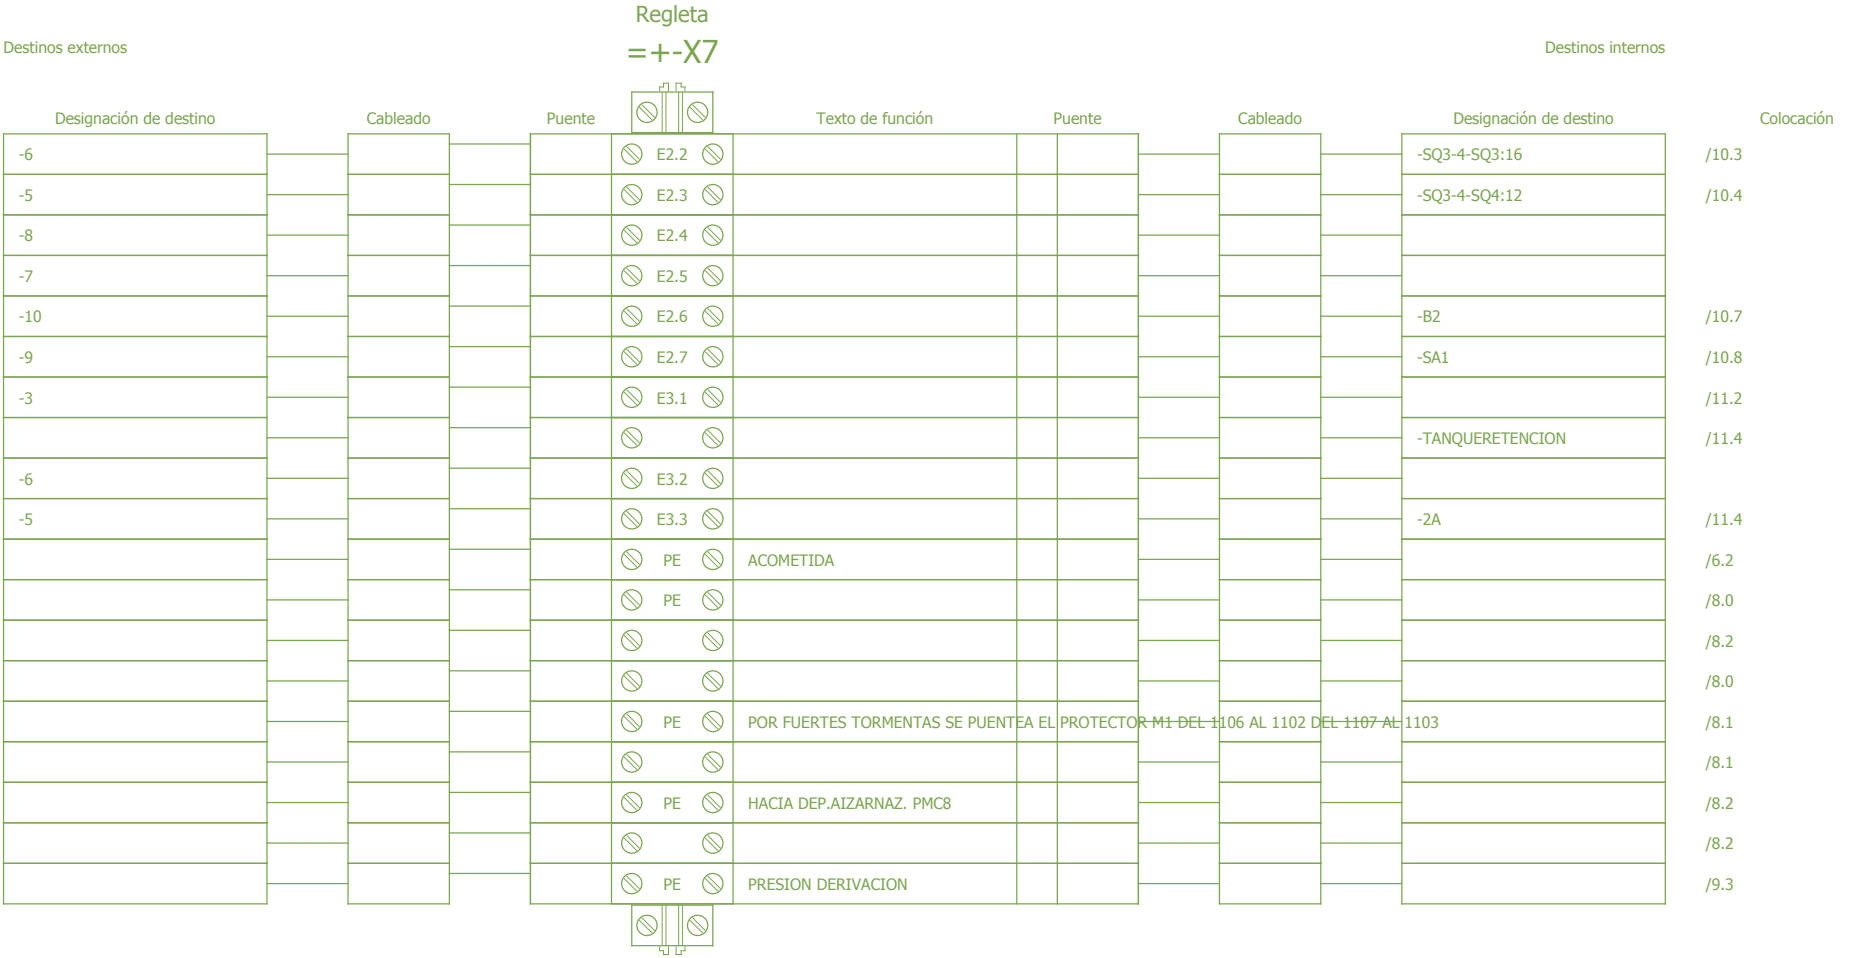 Regleta
=+-X7
Destinos externos
Destinos internos
Designación de destino Cableado Puente Texto de función Puente Cableado Designación de destino Colocación
-6 E2.2 -SQ3-4-SQ3:16 /10.3
-5 E2.3 -SQ3-4-SQ4:12 /10.4
-8 E2.4
-7 E2.5
-10 E2.6 -B2 /10.7
-9 E2.7 -SA1 /10.8
-3 E3.1 /11.2
-TANQUERETENCION /11.4
-6 E3.2
-5 E3.3 -2A /11.4
PE ACOMETIDA /6.2
PE /8.0
/8.2
/8.0
PE POR FUERTES TORMENTAS SE PUENTEA EL PROTECTOR M1 DEL 1106 AL 1102 DEL 1107 AL 1103 /8.1
/8.1
PE HACIA DEP.AIZARNAZ. PMC8 /8.2
/8.2
PE PRESION DERIVACION /9.3